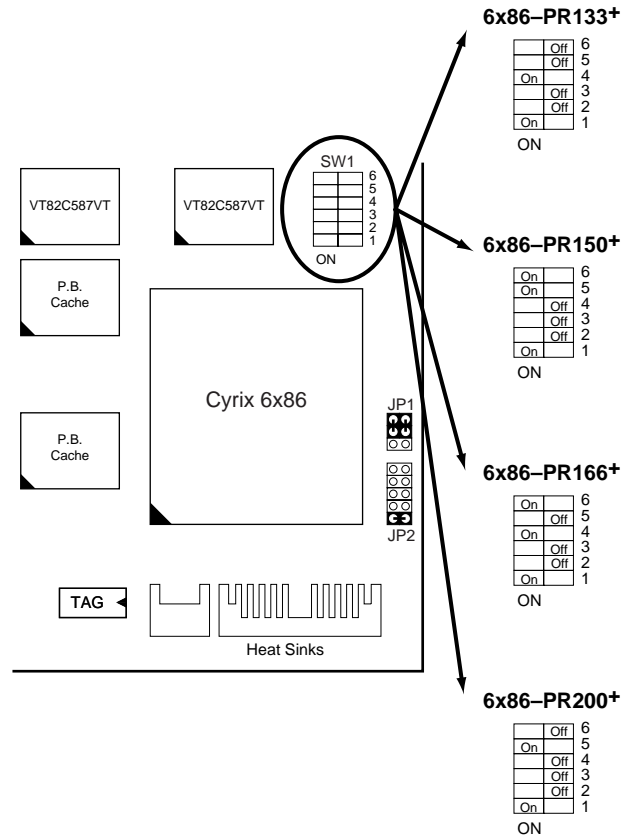 6x86–PR133+
Off 6
Off 5
On 4
Off 3
Off 2
On 1
ON
SW1
6
5
4
3
2
1
ON
VT82C587VT
VT82C587VT
6x86–PR150+
On 6
On 5
Off 4
Off 3
Off 2
On 1
ON
P.B.
Cache
Cyrix 6x86
JP1
P.B.
Cache
JP2
6x86–PR166+
On 6
Off 5
On 4
Off 3
Off 2
On 1
ON
TAG
Heat Sinks
6x86–PR200+
Off 6
On 5
Off 4
Off 3
Off 2
On 1
ON